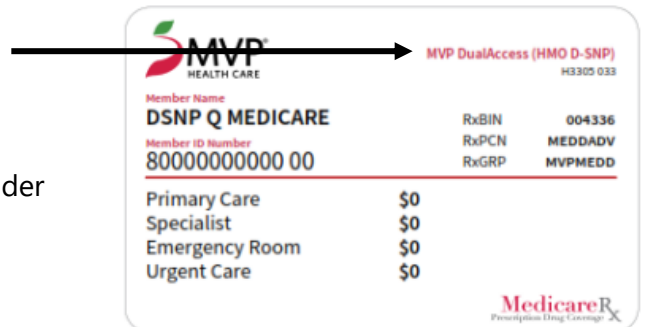 MVP
HEALTH CARE
MVP DualAccess (HMO D-SNP)
H3305 033
Member Name
DSNP Q MEDICARE
Member ID Number
80000000000 00
RxBIN 004336
RxPCN MEDDADV
RxGRP MVPMEDD
der
Primary Care $0
Specialist $0
Emergency Room $0
Urgent Care $0
MedicareRx
Prescription Drug Coverage